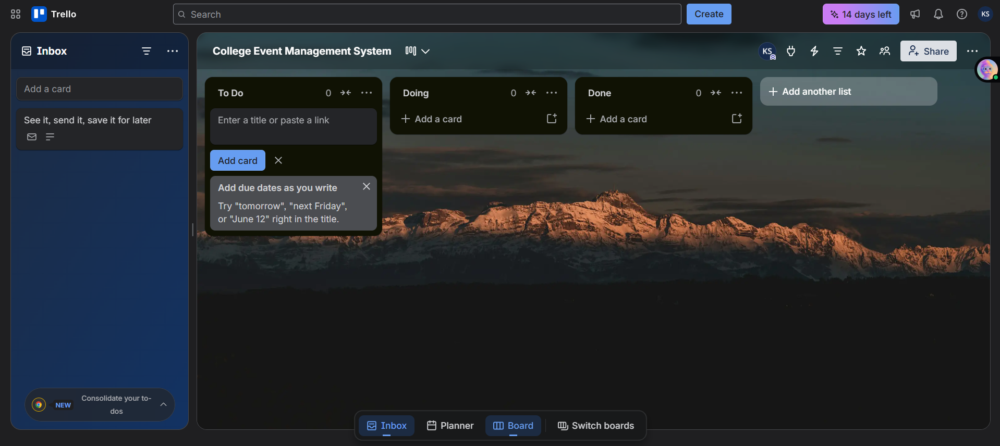 Trello
Search
Create
14 days left
KS
Inbox
Add a card
See it, send it, save it for later
NEW
Consolidate your to-
dos
College Event Management System
KS
Share
To Do
0
Enter a title or paste a link
Add card
Add due dates as you write
Try "tomorrow", "next Friday",
or "June 12" right in the title.
Doing
0
Add a card
Done
0
Add a card
Add another list
Inbox
Planner
Board
Switch boards